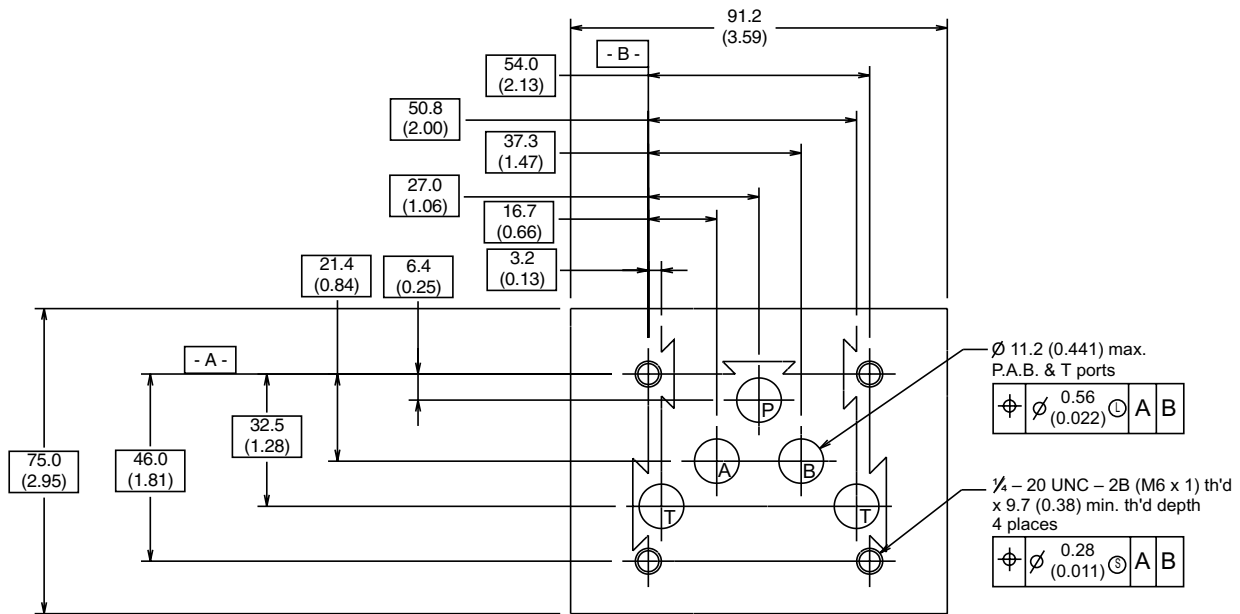 91.2
(3.59)
- B -
54.0
(2.13)
50.8
(2.00)
37.3
(1.47)
27.0
(1.06)
16.7
(0.66)
3.2
(0.13)
21.4
(0.84)
6.4
(0.25)
- A -
32.5
(1.28)
46.0
(1.81)
75.0
(2.95)
P
A
B
T
T
Ø 11.2 (0.441) max.
P.A.B. & T ports
⌖ Ø 0.56 (0.022) Ⓛ A B
¼ – 20 UNC – 2B (M6 x 1) th'd
x 9.7 (0.38) min. th'd depth
4 places
⌖ Ø 0.28 (0.011) Ⓢ A B